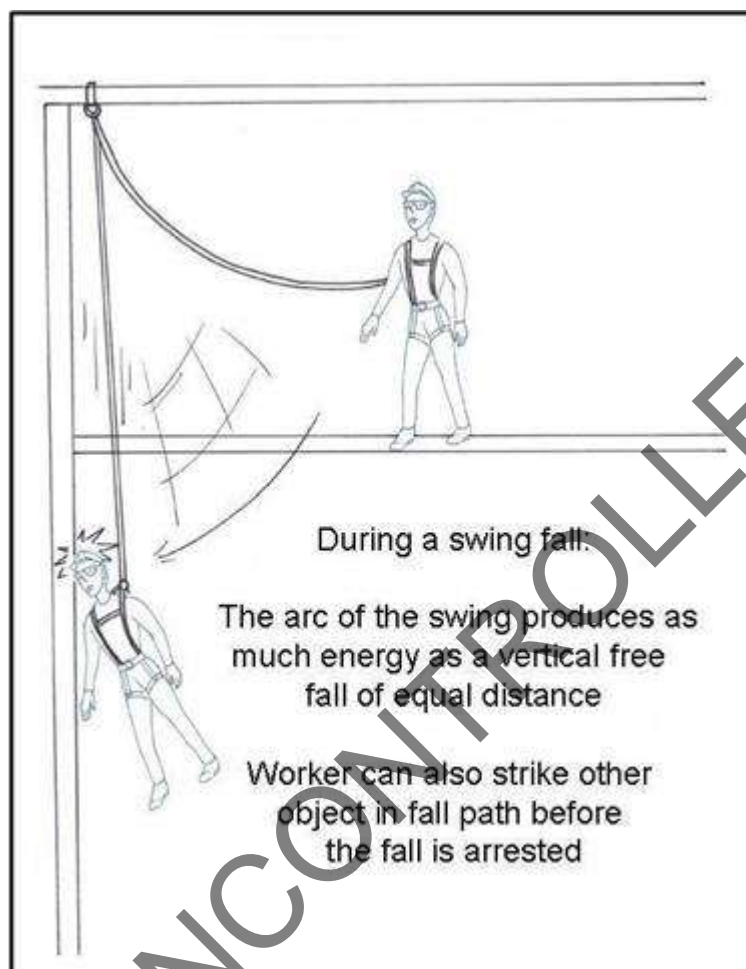 During a swing fall:
The arc of the swing produces as
much energy as a vertical free
fall of equal distance
Worker can also strike other
object in fall path before
the fall is arrested
UNCONTROLLE